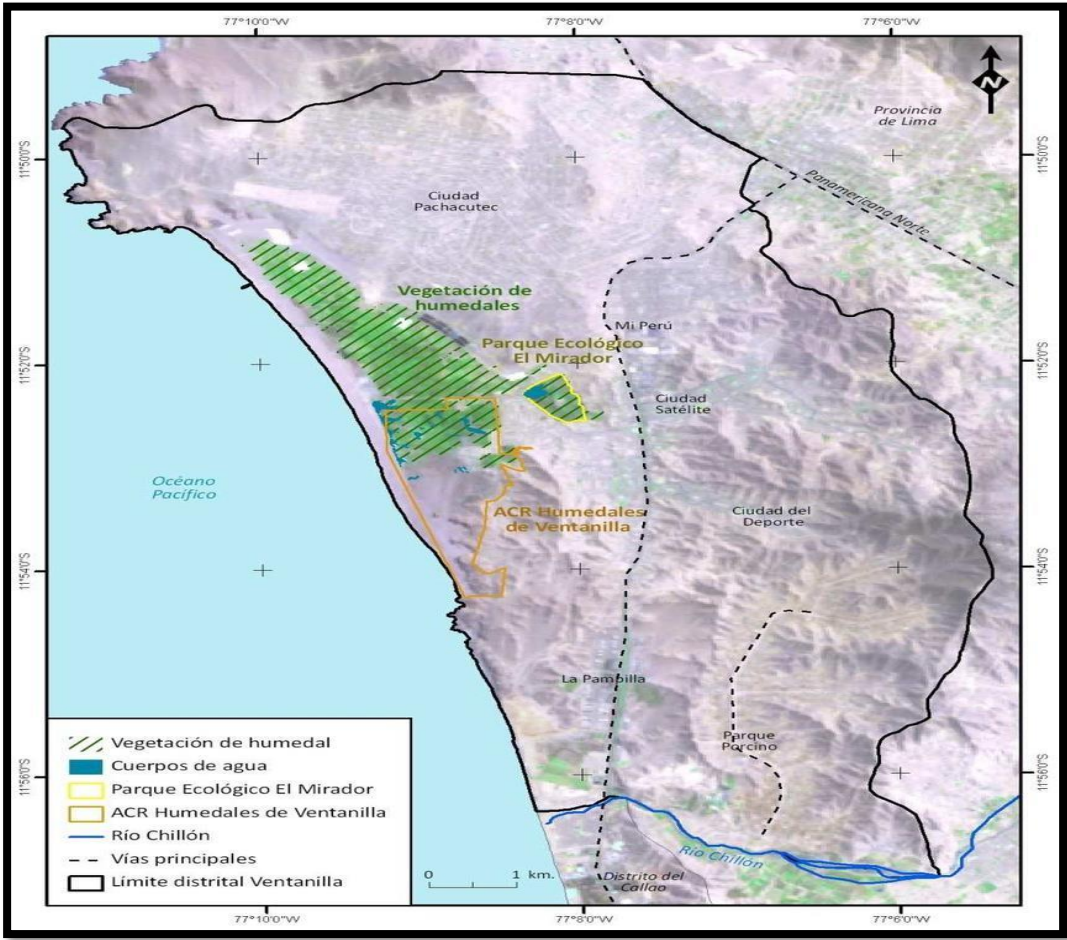 77°10'0"W
77°8'0"W
77°6'0"W
N
Provincia
de Lima
11°50'0"S
11°50'0"S
Ciudad
Pachacutec
Panamericana Norte
Vegetación de
humedales
Mi Perú
Parque Ecológico
El Mirador
11°52'0"S
11°52'0"S
Ciudad
Satélite
Océano
Pacífico
ACR Humedales
de Ventanilla
Ciudad del
Deporte
11°54'0"S
11°54'0"S
La Pampilla
Parque
Porcino
11°56'0"S
11°56'0"S
Vegetación de humedal
Cuerpos de agua
Parque Ecológico El Mirador
ACR Humedales de Ventanilla
Río Chillón
Vías principales
Límite distrital Ventanilla
0 1 km.
Río Chillón
Distrito del
Callao
77°10'0"W
77°8'0"W
77°6'0"W